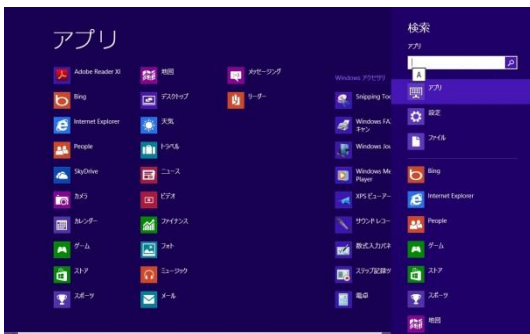 アプリ
Adobe Reader XI
Bing
Internet Explorer
People
SkyDrive
カメラ
カレンダー
ゲーム
ストア
スポーツ
地図
デスクトップ
天気
トラベル
ニュース
ビデオ
ファイナンス
フォト
ミュージック
メール
メッセージング
リーダー
Windows アクセサリ
Snipping Too
Windows FA
キャン
Windows Jou
Windows Me
Player
XPS ビューアー
サウンド レコー
数式入力パネ
ステップ記録ツ
電卓
検索
アプリ
A
アプリ
設定
ファイル
Bing
Internet Explorer
People
ゲーム
ストア
スポーツ
地図